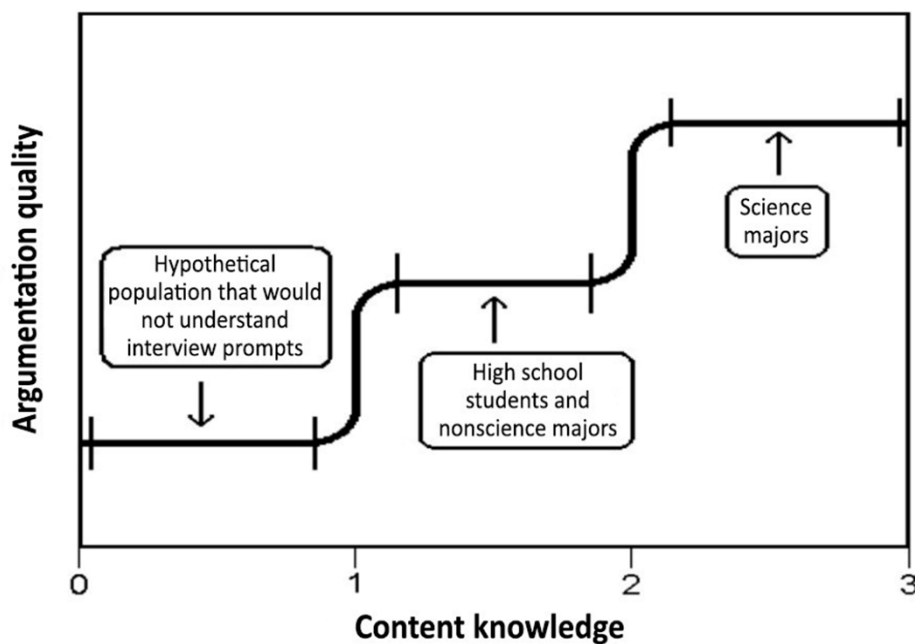 Argumentation quality
Hypothetical
population that would
not understand
interview prompts
High school
students and
nonscience majors
Science
majors
0
1
2
3
Content knowledge